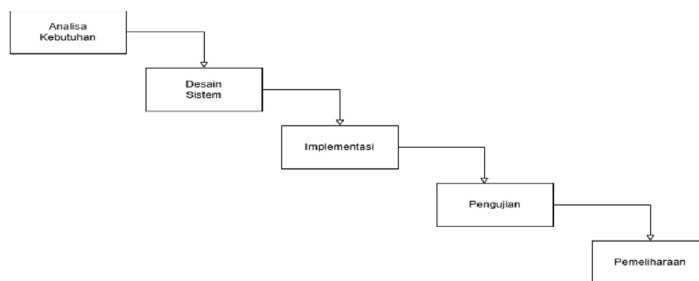 Analisa
Kebutuhan
Desain
Sistem
Implementasi
Pengujian
Pemeliharaan